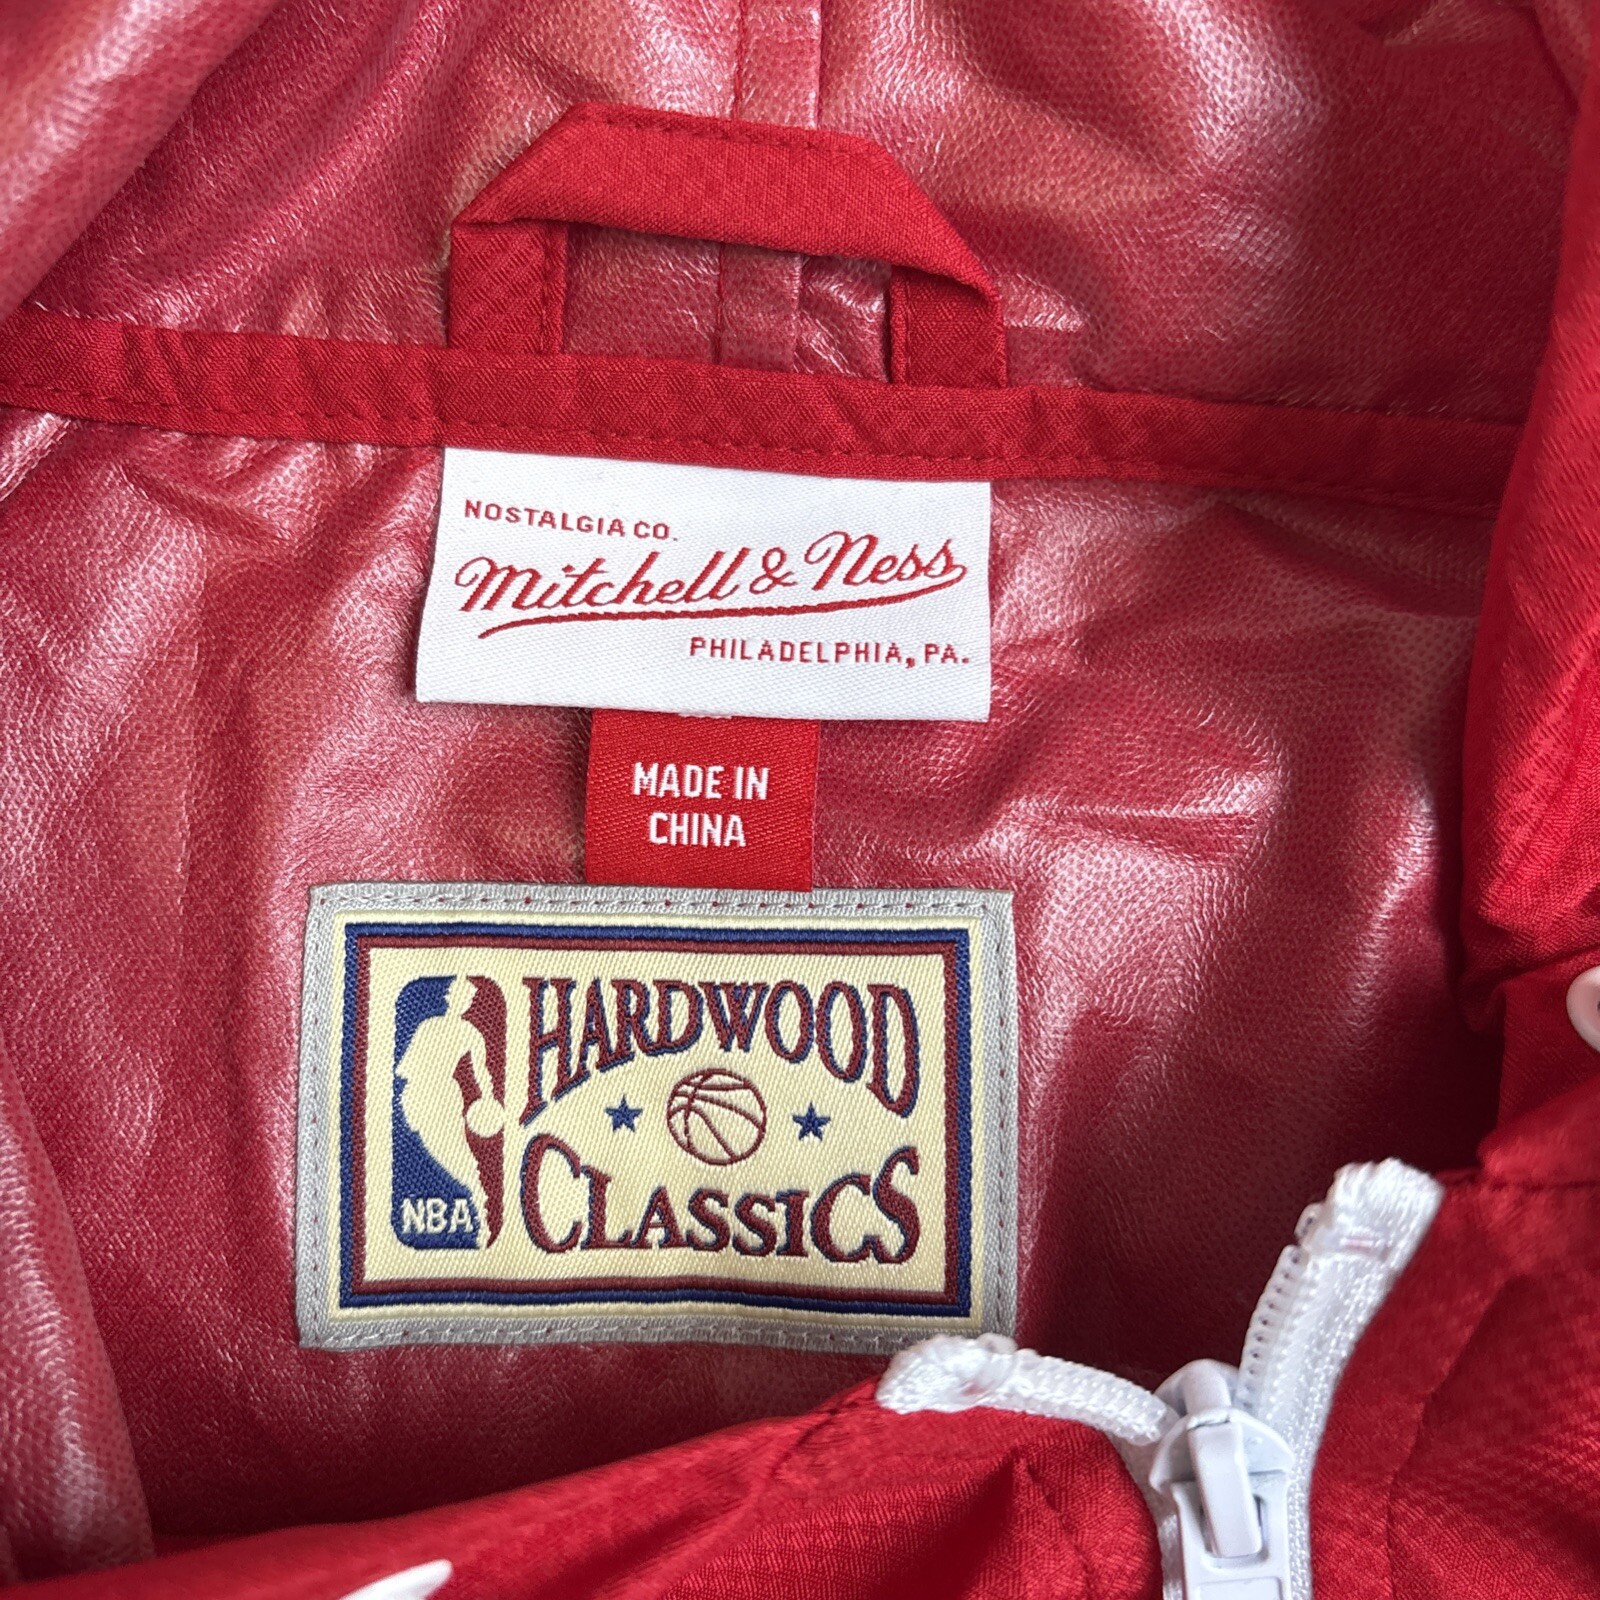 NOSTALGIA CO.
Mitchell & Ness
PHILADELPHIA, PA.
MADE IN
CHINA
HARDWOOD
CLASSICS
NBA